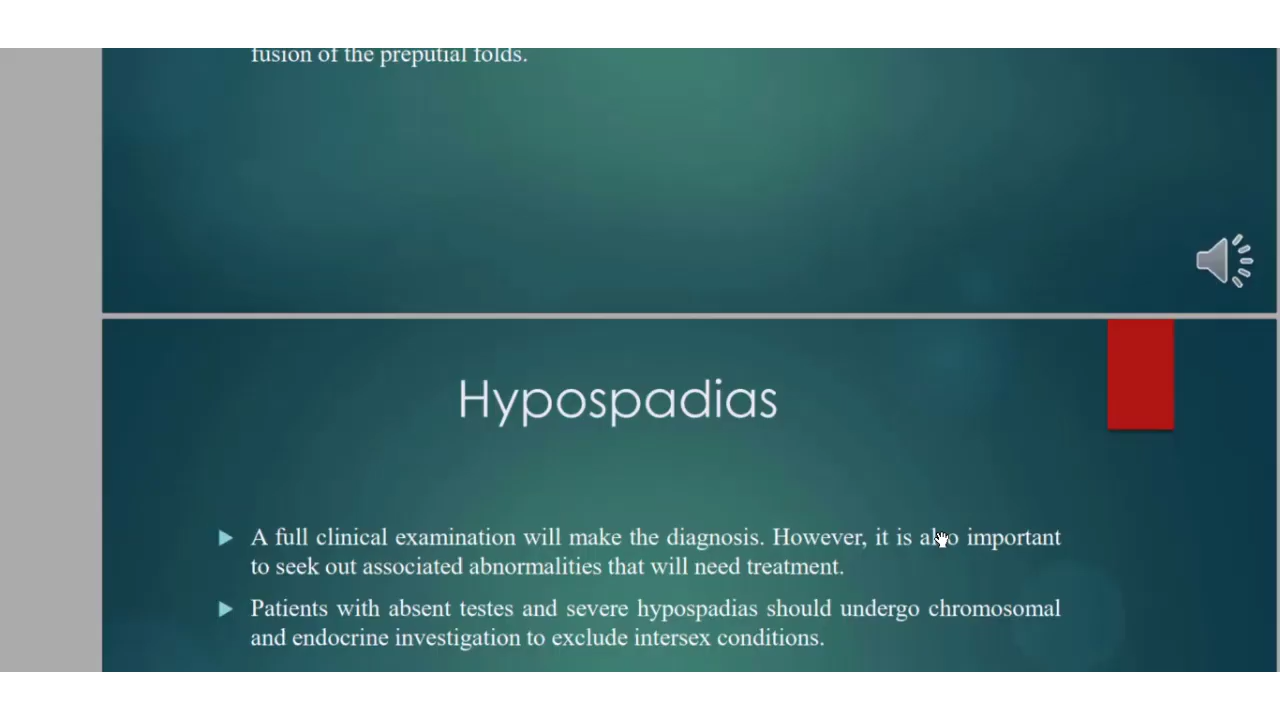 fusion of the preputial folds.
Hypospadias
A full clinical examination will make the diagnosis. However, it is also important
to seek out associated abnormalities that will need treatment.
Patients with absent testes and severe hypospadias should undergo chromosomal
and endocrine investigation to exclude intersex conditions.